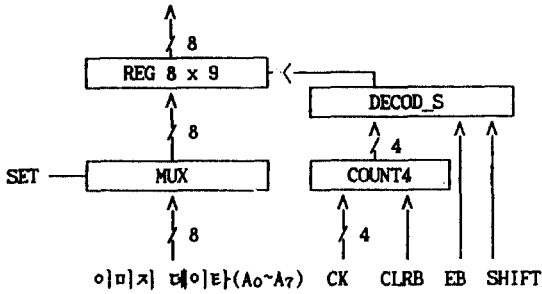 8
REG 8 x 9
DECOD_S
8
4
SET
MUX
COUNT4
8
4
이미지 데이타(A₀~A₇) CK CLRB EB SHIFT